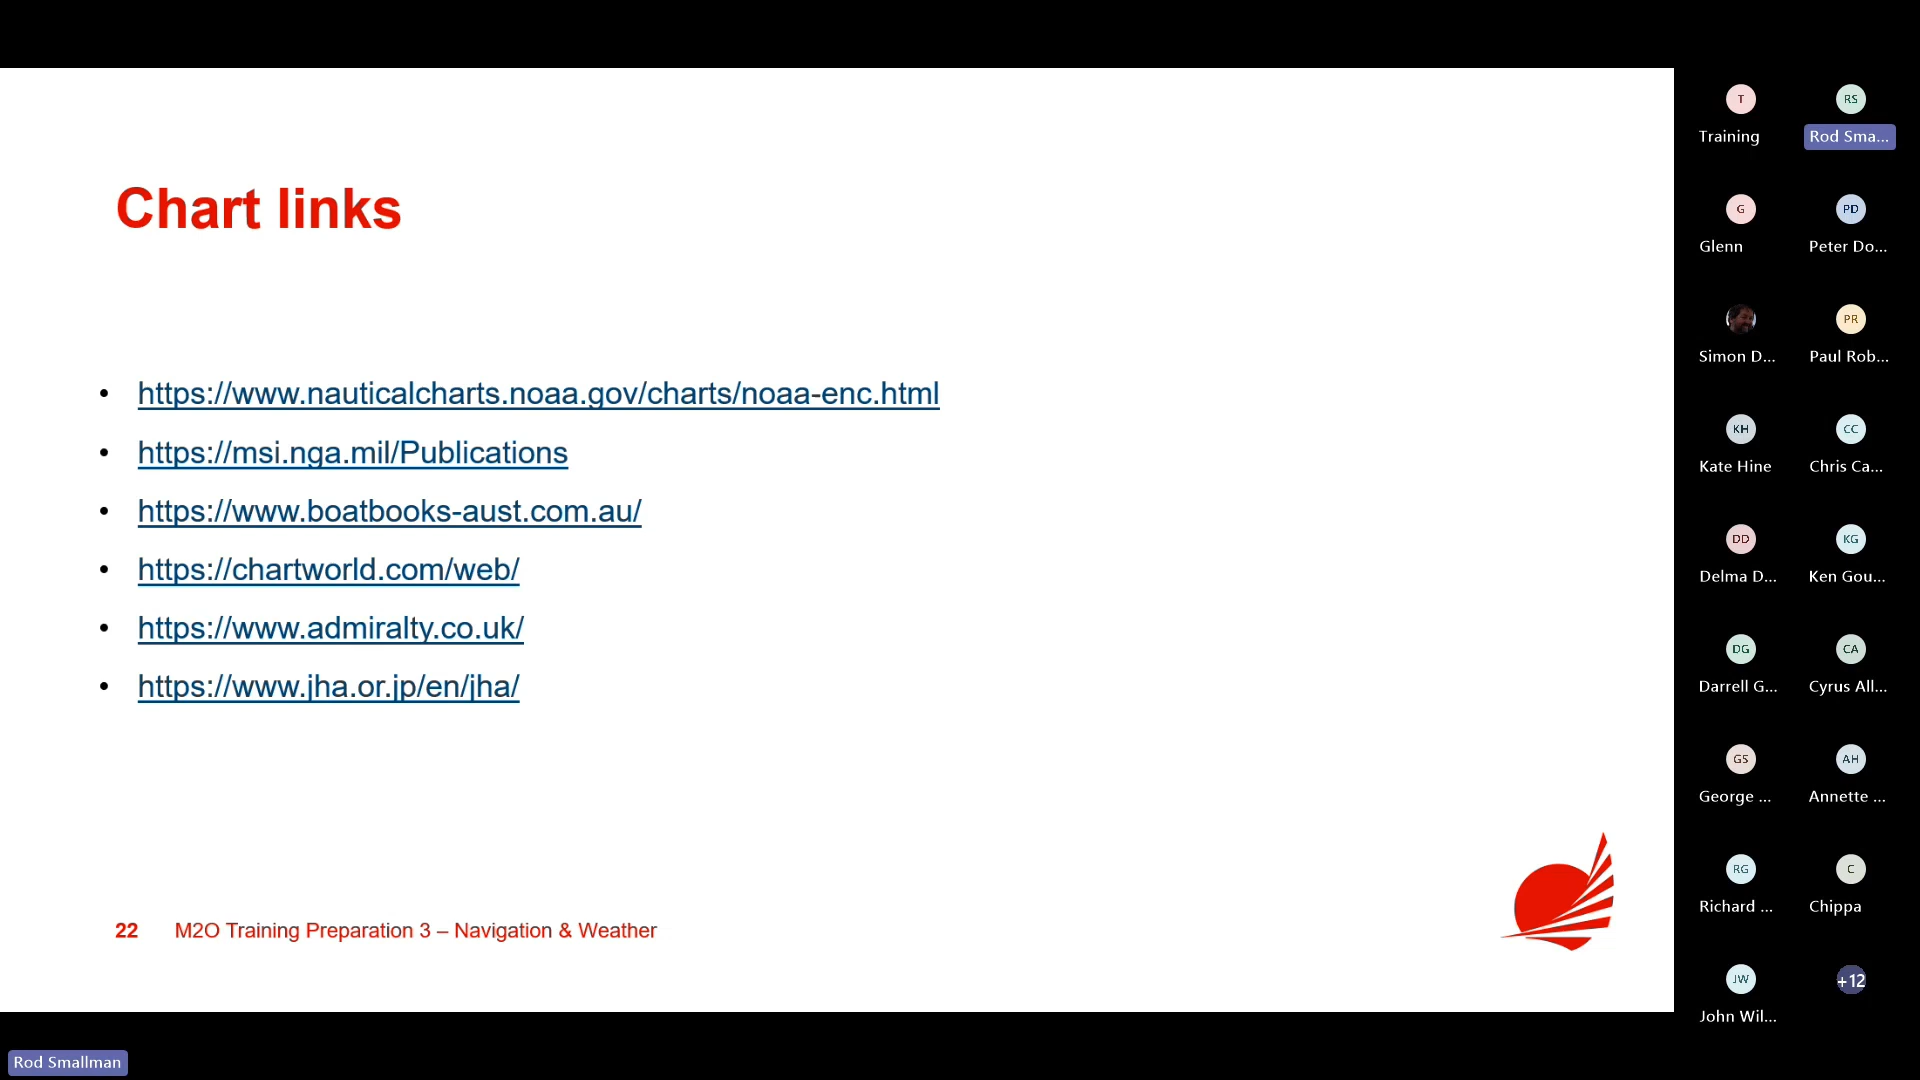 Chart links
• https://www.nauticalcharts.noaa.gov/charts/noaa-enc.html
• https://msi.nga.mil/Publications
• https://www.boatbooks-aust.com.au/
• https://chartworld.com/web/
• https://www.admiralty.co.uk/
• https://www.jha.or.jp/en/jha/
22 M2O Training Preparation 3 – Navigation & Weather
T RS
Training Rod Sma...
G PD
Glenn Peter Do...
PR
Simon D... Paul Rob...
KH CC
Kate Hine Chris Ca...
DD KG
Delma D... Ken Gou...
DG CA
Darrell G... Cyrus All...
GS AH
George ... Annette ...
RG C
Richard ... Chippa
JW +12
John Wil...
Rod Smallman